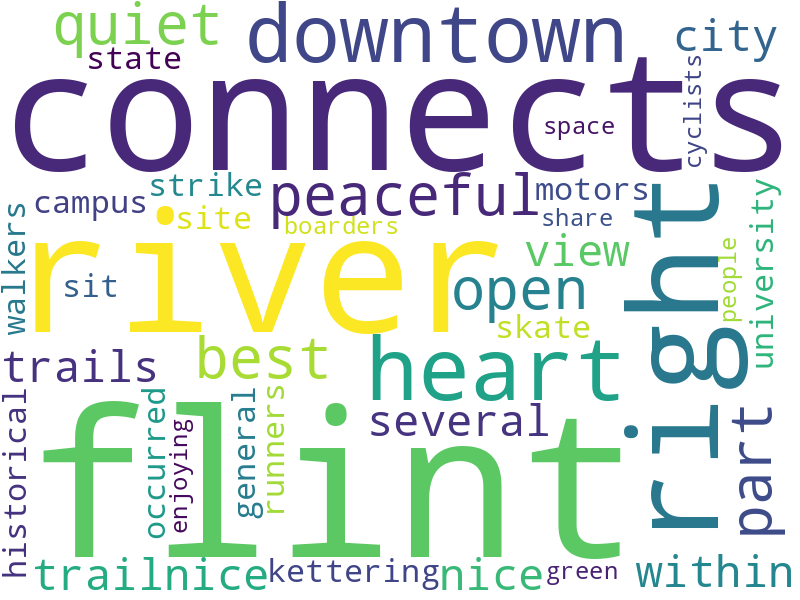 quiet
downtown
city
state
connects
cyclists
space
strike
campus
peaceful
motors
share
site
boarders
walkers
river
right
university
people
sit
view
open
skate
best
heart
trails
several
flint
historical
occurred
enjoying
general
runners
part
trailnice
kettering
nice
green
within